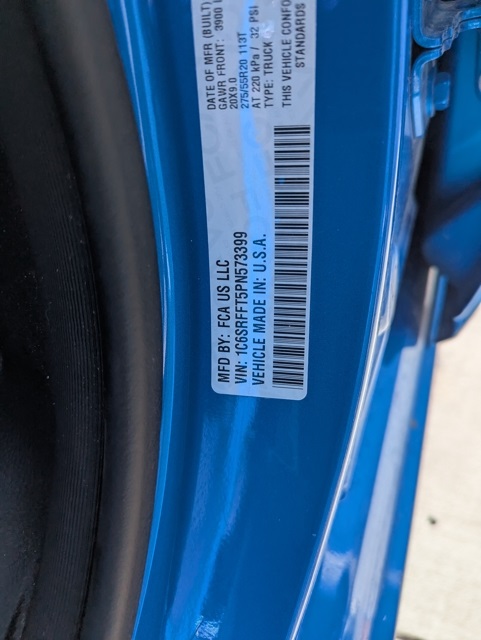 MFD BY: FCA US LLC
VIN: 1C6SRFFT5PN573399
VEHICLE MADE IN: U.S.A.
DATE OF MFR (BUILT)
GAWR FRONT: 3900
20X9.0
275/55R20 113T
AT 220 kPa / 32 PSI
TYPE: TRUCK
THIS VEHICLE CONFO
STANDARDS